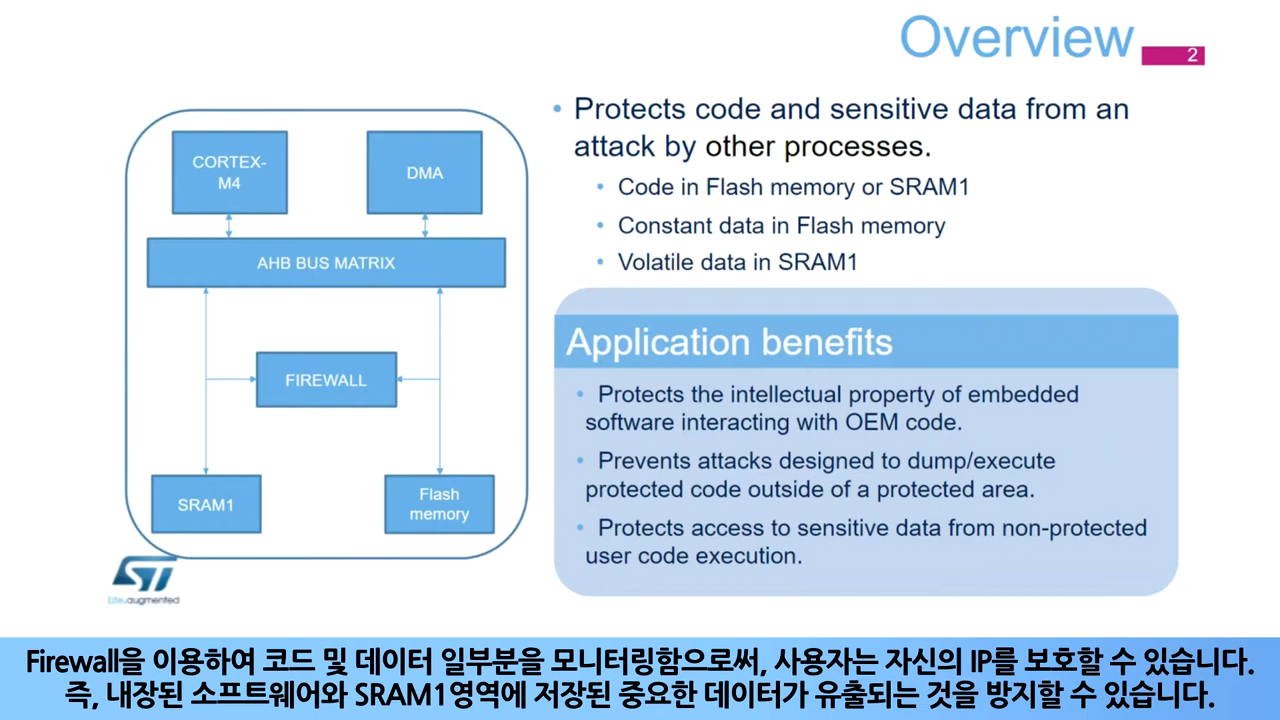 Overview
2
CORTEX-
M4
DMA
AHB BUS MATRIX
FIREWALL
SRAM1
Flash
memory
• Protects code and sensitive data from an
attack by other processes.
• Code in Flash memory or SRAM1
• Constant data in Flash memory
• Volatile data in SRAM1
Application benefits
• Protects the intellectual property of embedded
software interacting with OEM code.
• Prevents attacks designed to dump/execute
protected code outside of a protected area.
• Protects access to sensitive data from non-protected
user code execution.
ST
life.augmented
Firewall을 이용하여 코드 및 데이터 일부분을 모니터링함으로써, 사용자는 자신의 IP를 보호할 수 있습니다.
즉, 내장된 소프트웨어와 SRAM1영역에 저장된 중요한 데이터가 유출되는 것을 방지할 수 있습니다.